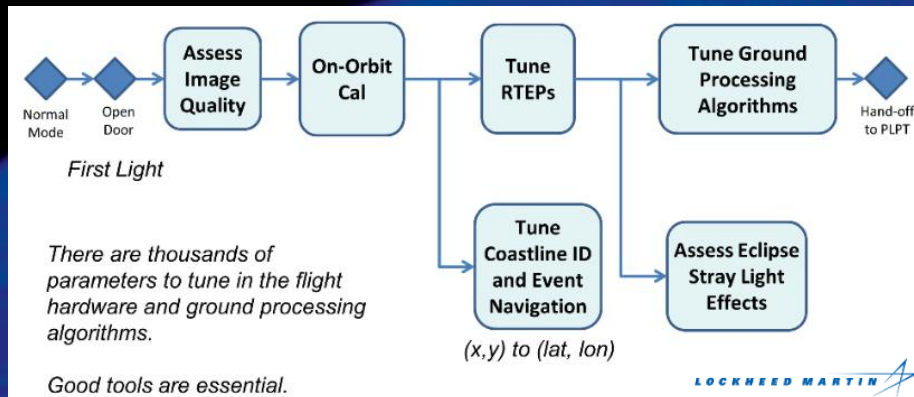 Normal
Mode
Open
Door
Assess
Image
Quality
On-Orbit
Cal
Tune
RTEPs
Tune Ground
Processing
Algorithms
Hand-off
to PLPT
First Light
Tune
Coastline ID
and Event
Navigation
Assess Eclipse
Stray Light
Effects
(x,y) to (lat, lon)
There are thousands of
parameters to tune in the flight
hardware and ground processing
algorithms.
Good tools are essential.
LOCKHEED MARTIN